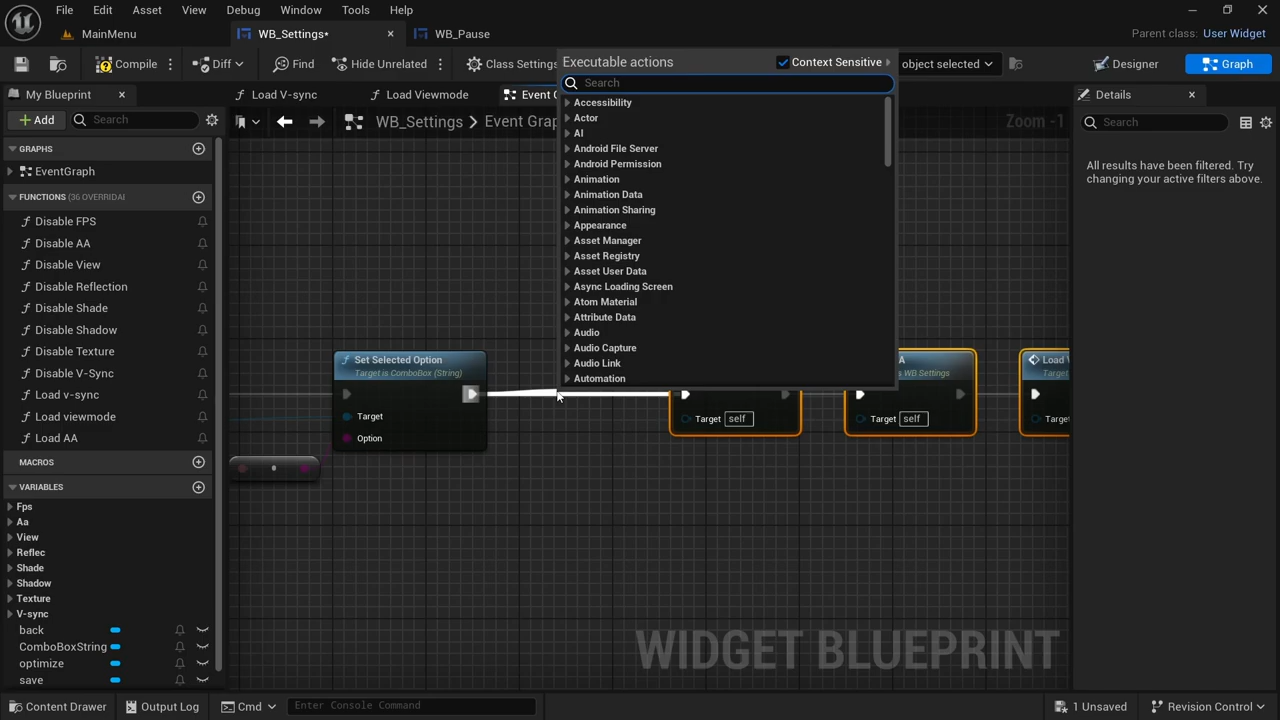 File Edit Asset View Debug Window Tools Help
MainMenu WB_Settings* WB_Pause
Parent class: User Widget
Compile Diff Find Hide Unrelated Class Settings object selected Designer Graph
My Blueprint
Load V-sync Load Viewmode Event G
Details
Add Search
WB_Settings > Event Grap
Zoom -1
Search
All results have been filtered. Try
changing your active filters above.
GRAPHS
EventGraph
FUNCTIONS (36 OVERRIDAI
Disable FPS
Disable AA
Disable View
Disable Reflection
Disable Shade
Disable Shadow
Disable Texture
Disable V-Sync
Load v-sync
Load viewmode
Load AA
MACROS
VARIABLES
Fps
Aa
View
Reflec
Shade
Shadow
Texture
V-sync
back
ComboBoxString
optimize
save
Executable actions Context Sensitive
Search
Accessibility
Actor
AI
Android File Server
Android Permission
Animation
Animation Data
Animation Sharing
Appearance
Asset Manager
Asset Registry
Asset User Data
Async Loading Screen
Atom Material
Attribute Data
Audio
Audio Capture
Audio Link
Automation
Set Selected Option
Target is ComboBox (String)
Target
Option
Target self
A
s WB Settings
Target self
Load V
Target
Target
WIDGET BLUEPRINT
Content Drawer Output Log Cmd Enter Console Command 1 Unsaved Revision Control